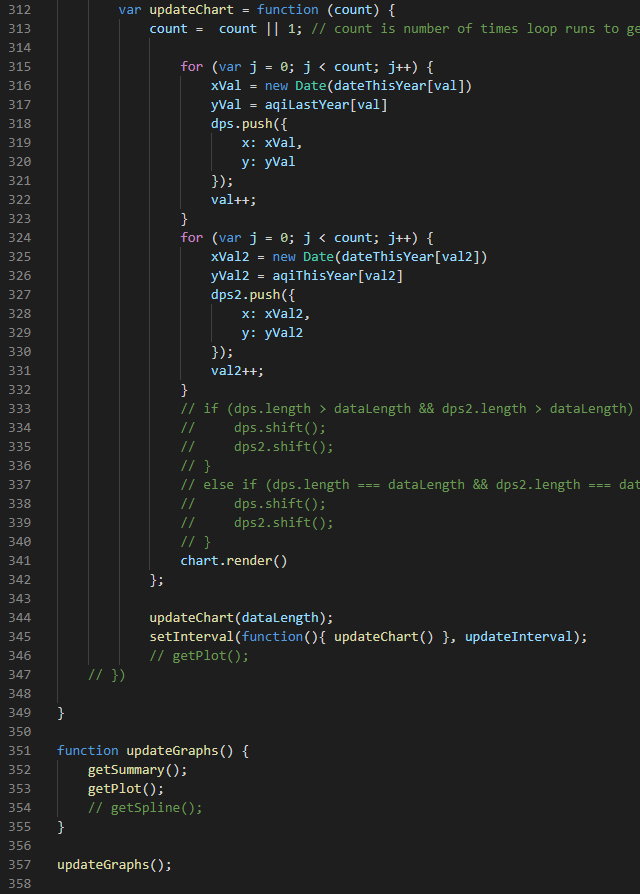 312 var updateChart = function (count) {
313 count =  count || 1; // count is number of times loop runs to ge
314
315 for (var j = 0; j < count; j++) {
316 xVal = new Date(dateThisYear[val])
317 yVal = aqiLastYear[val]
318 dps.push({
319 x: xVal,
320 y: yVal
321 });
322 val++;
323 }
324 for (var j = 0; j < count; j++) {
325 xVal2 = new Date(dateThisYear[val2])
326 yVal2 = aqiThisYear[val2]
327 dps2.push({
328 x: xVal2,
329 y: yVal2
330 });
331 val2++;
332 }
333 // if (dps.length > dataLength && dps2.length > dataLength)
334 //     dps.shift();
335 //     dps2.shift();
336 // }
337 // else if (dps.length === dataLength && dps2.length === dat
338 //     dps.shift();
339 //     dps2.shift();
340 // }
341 chart.render()
342 };
343
344 updateChart(dataLength);
345 setInterval(function(){ updateChart() }, updateInterval);
346 // getPlot();
347 // })
348
349 }
350
351 function updateGraphs() {
352 getSummary();
353 getPlot();
354 // getSpline();
355 }
356
357 updateGraphs();
358